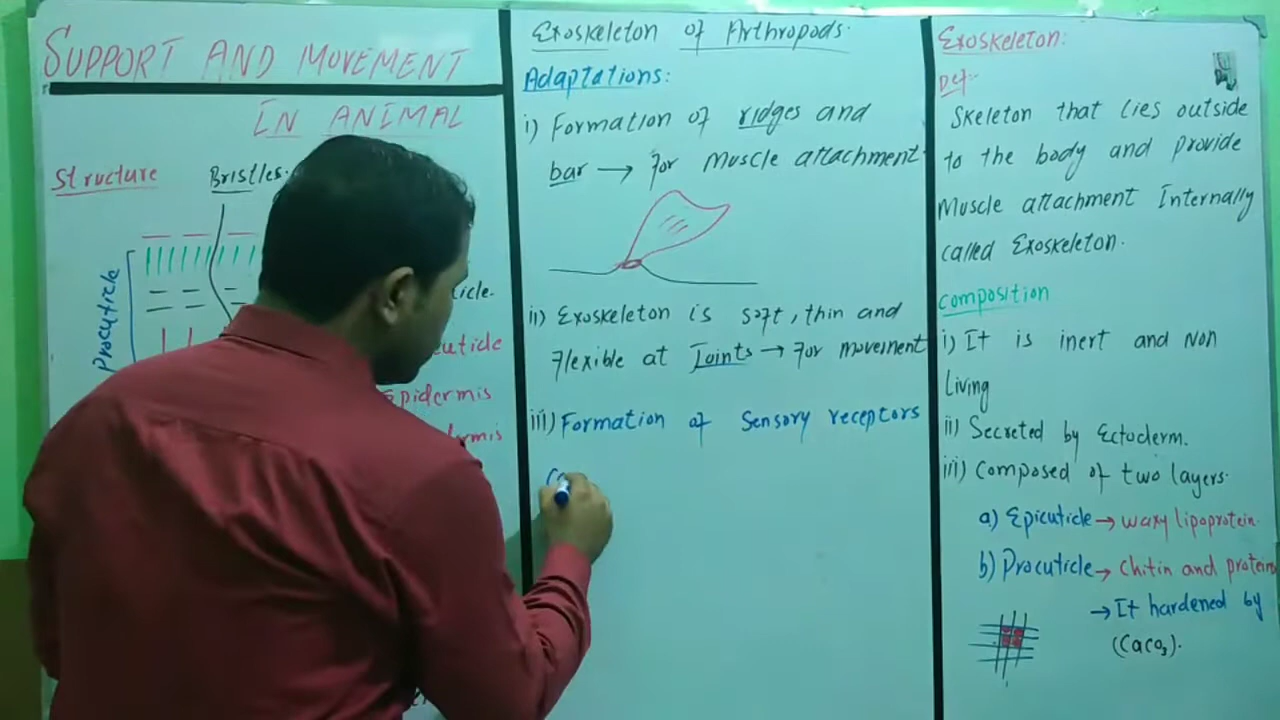 SUPPORT AND MOVEMENT
IN ANIMAL
Structure
Bristles.
Procuticle
Epidermis
Exoskeleton of Arthropods.
Adaptations:
i) Formation of ridges and
bar → For Muscle attachment.
ii) Exoskeleton is soft, thin and
Flexible at Joints → For movement
iii) Formation of Sensory receptors
Exoskeleton:
Def:-
Skeleton that lies outside
to the body and provide
Muscle attachment Internally
called Exoskeleton.
Composition
i) It is inert and Non
Living
ii) Secreted by Ectoderm.
iii) Composed of two layers.
a) Epicuticle → waxy lipoprotein.
b) Procuticle → chitin and protein
→ It hardened by
(CaCO3).